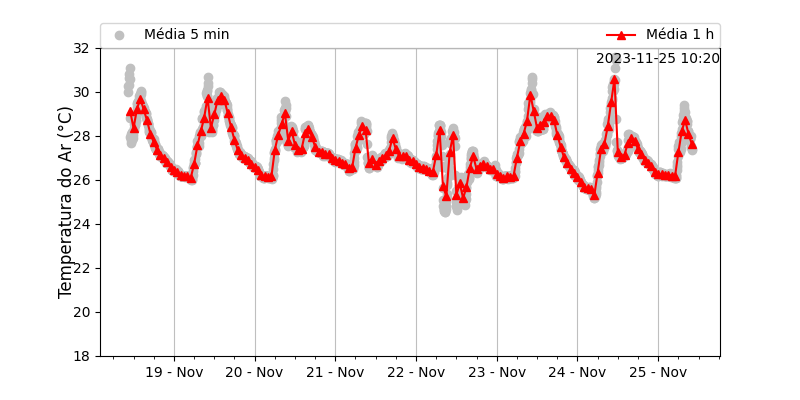 Média 5 min
Média 1 h
2023-11-25 10:20
Temperatura do Ar (°C)
32
30
28
26
24
22
20
18
19 - Nov
20 - Nov
21 - Nov
22 - Nov
23 - Nov
24 - Nov
25 - Nov